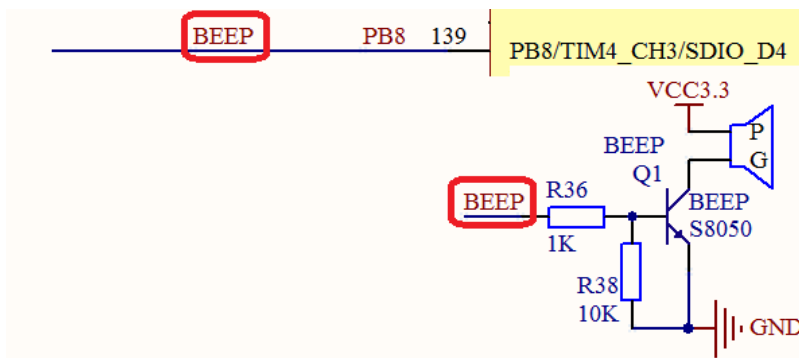 BEEP PB8 139
PB8/TIM4_CH3/SDIO_D4
VCC3.3
P
BEEP G
Q1
BEEP R36 BEEP
S8050
1K
R38
10K
GND